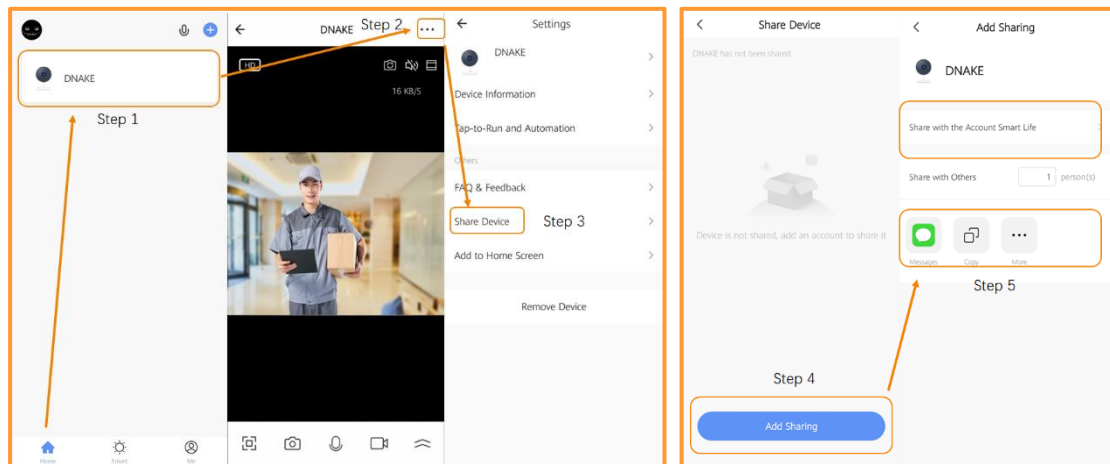 DNAKE
Step 1
Home
Smart
Me
DNAKE
Step 2
HD
16 KB/S
Settings
DNAKE
Device Information
Tap-to-Run and Automation
Others
FAQ & Feedback
Share Device
Step 3
Add to Home Screen
Remove Device
Share Device
DNAKE has not been shared
Device is not shared, add an account to share it
Step 4
Add Sharing
Add Sharing
DNAKE
Share with the Account Smart Life
Share with Others 1 person(s)
Messages Copy More
Step 5